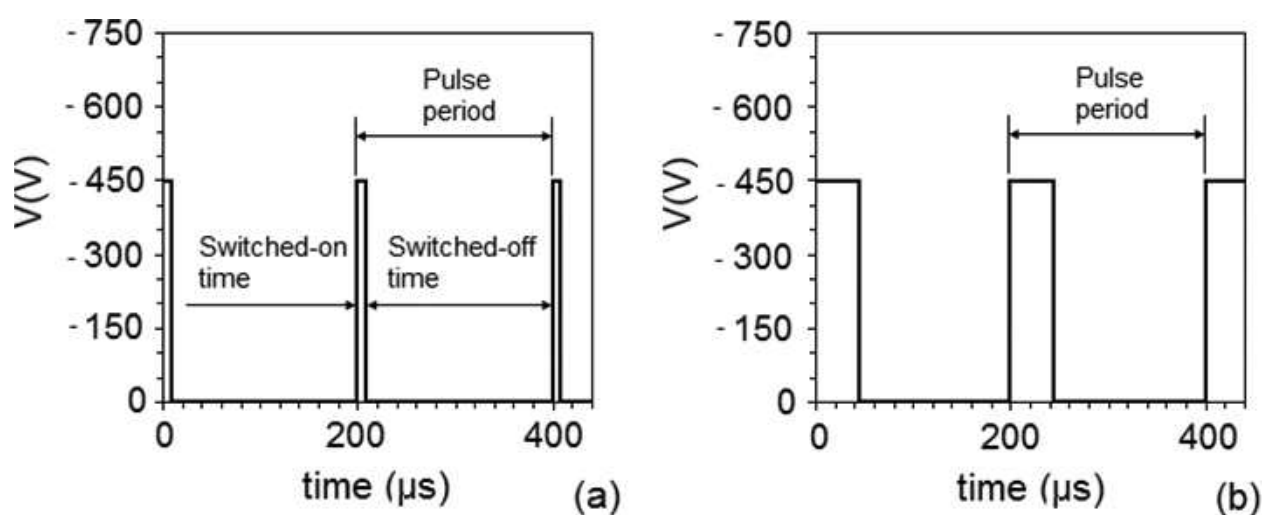 - 750
- 600
- 450
- 300
- 150
0
V(V)
Pulse
period
Switched-on
time
Switched-off
time
0
200
400
time (µs)
(a)
- 750
- 600
- 450
- 300
- 150
0
V(V)
Pulse
period
0
200
400
time (µs)
(b)